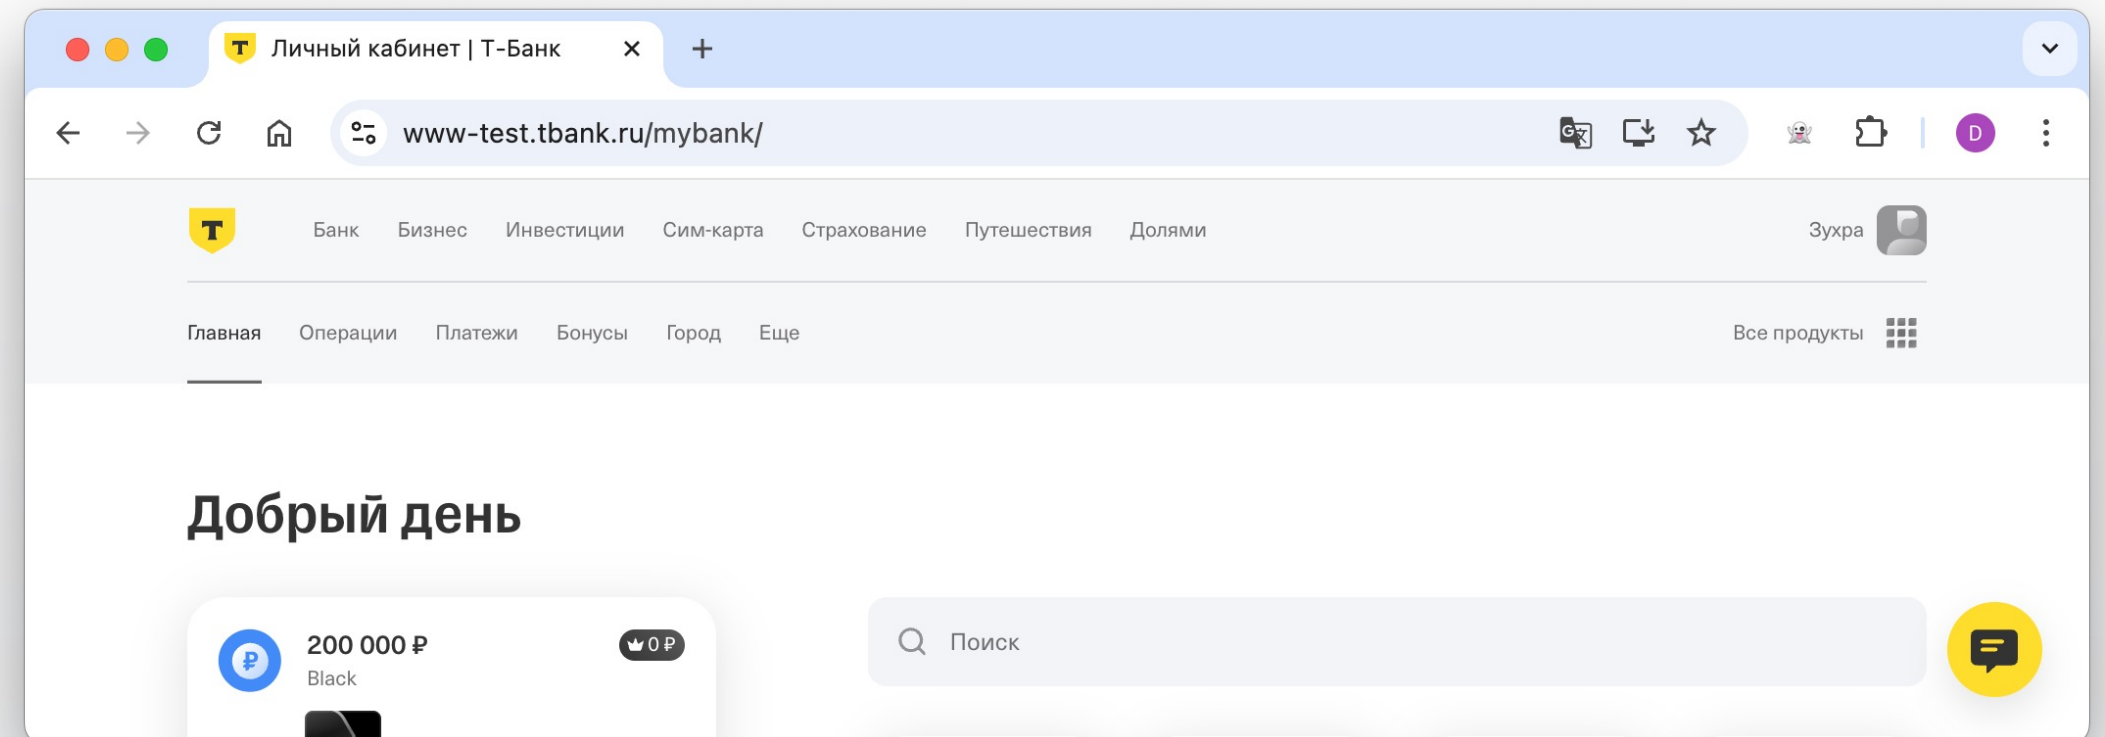 Личный кабинет | Т-Банк
www-test.tbank.ru/mybank/
D
Т
Банк Бизнес Инвестиции Сим-карта Страхование Путешествия Долями Зухра
Главная Операции Платежи Бонусы Город Еще Все продукты
Добрый день
200 000 ₽ 0 ₽
Black
Поиск